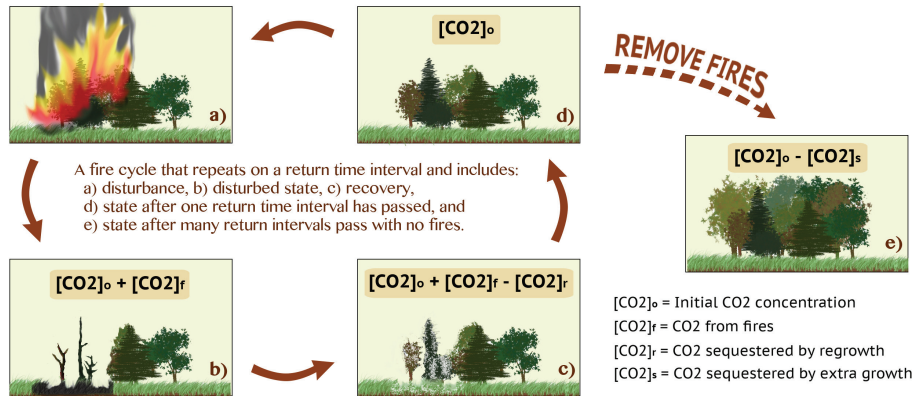 a)
[CO2]o
d)
REMOVE FIRES
[CO2]o - [CO2]s
e)
A fire cycle that repeats on a return time interval and includes:
a) disturbance, b) disturbed state, c) recovery,
d) state after one return time interval has passed, and
e) state after many return intervals pass with no fires.
[CO2]o + [CO2]f
b)
[CO2]o + [CO2]f - [CO2]r
c)
[CO2]o = Initial CO2 concentration
[CO2]f = CO2 from fires
[CO2]r = CO2 sequestered by regrowth
[CO2]s = CO2 sequestered by extra growth